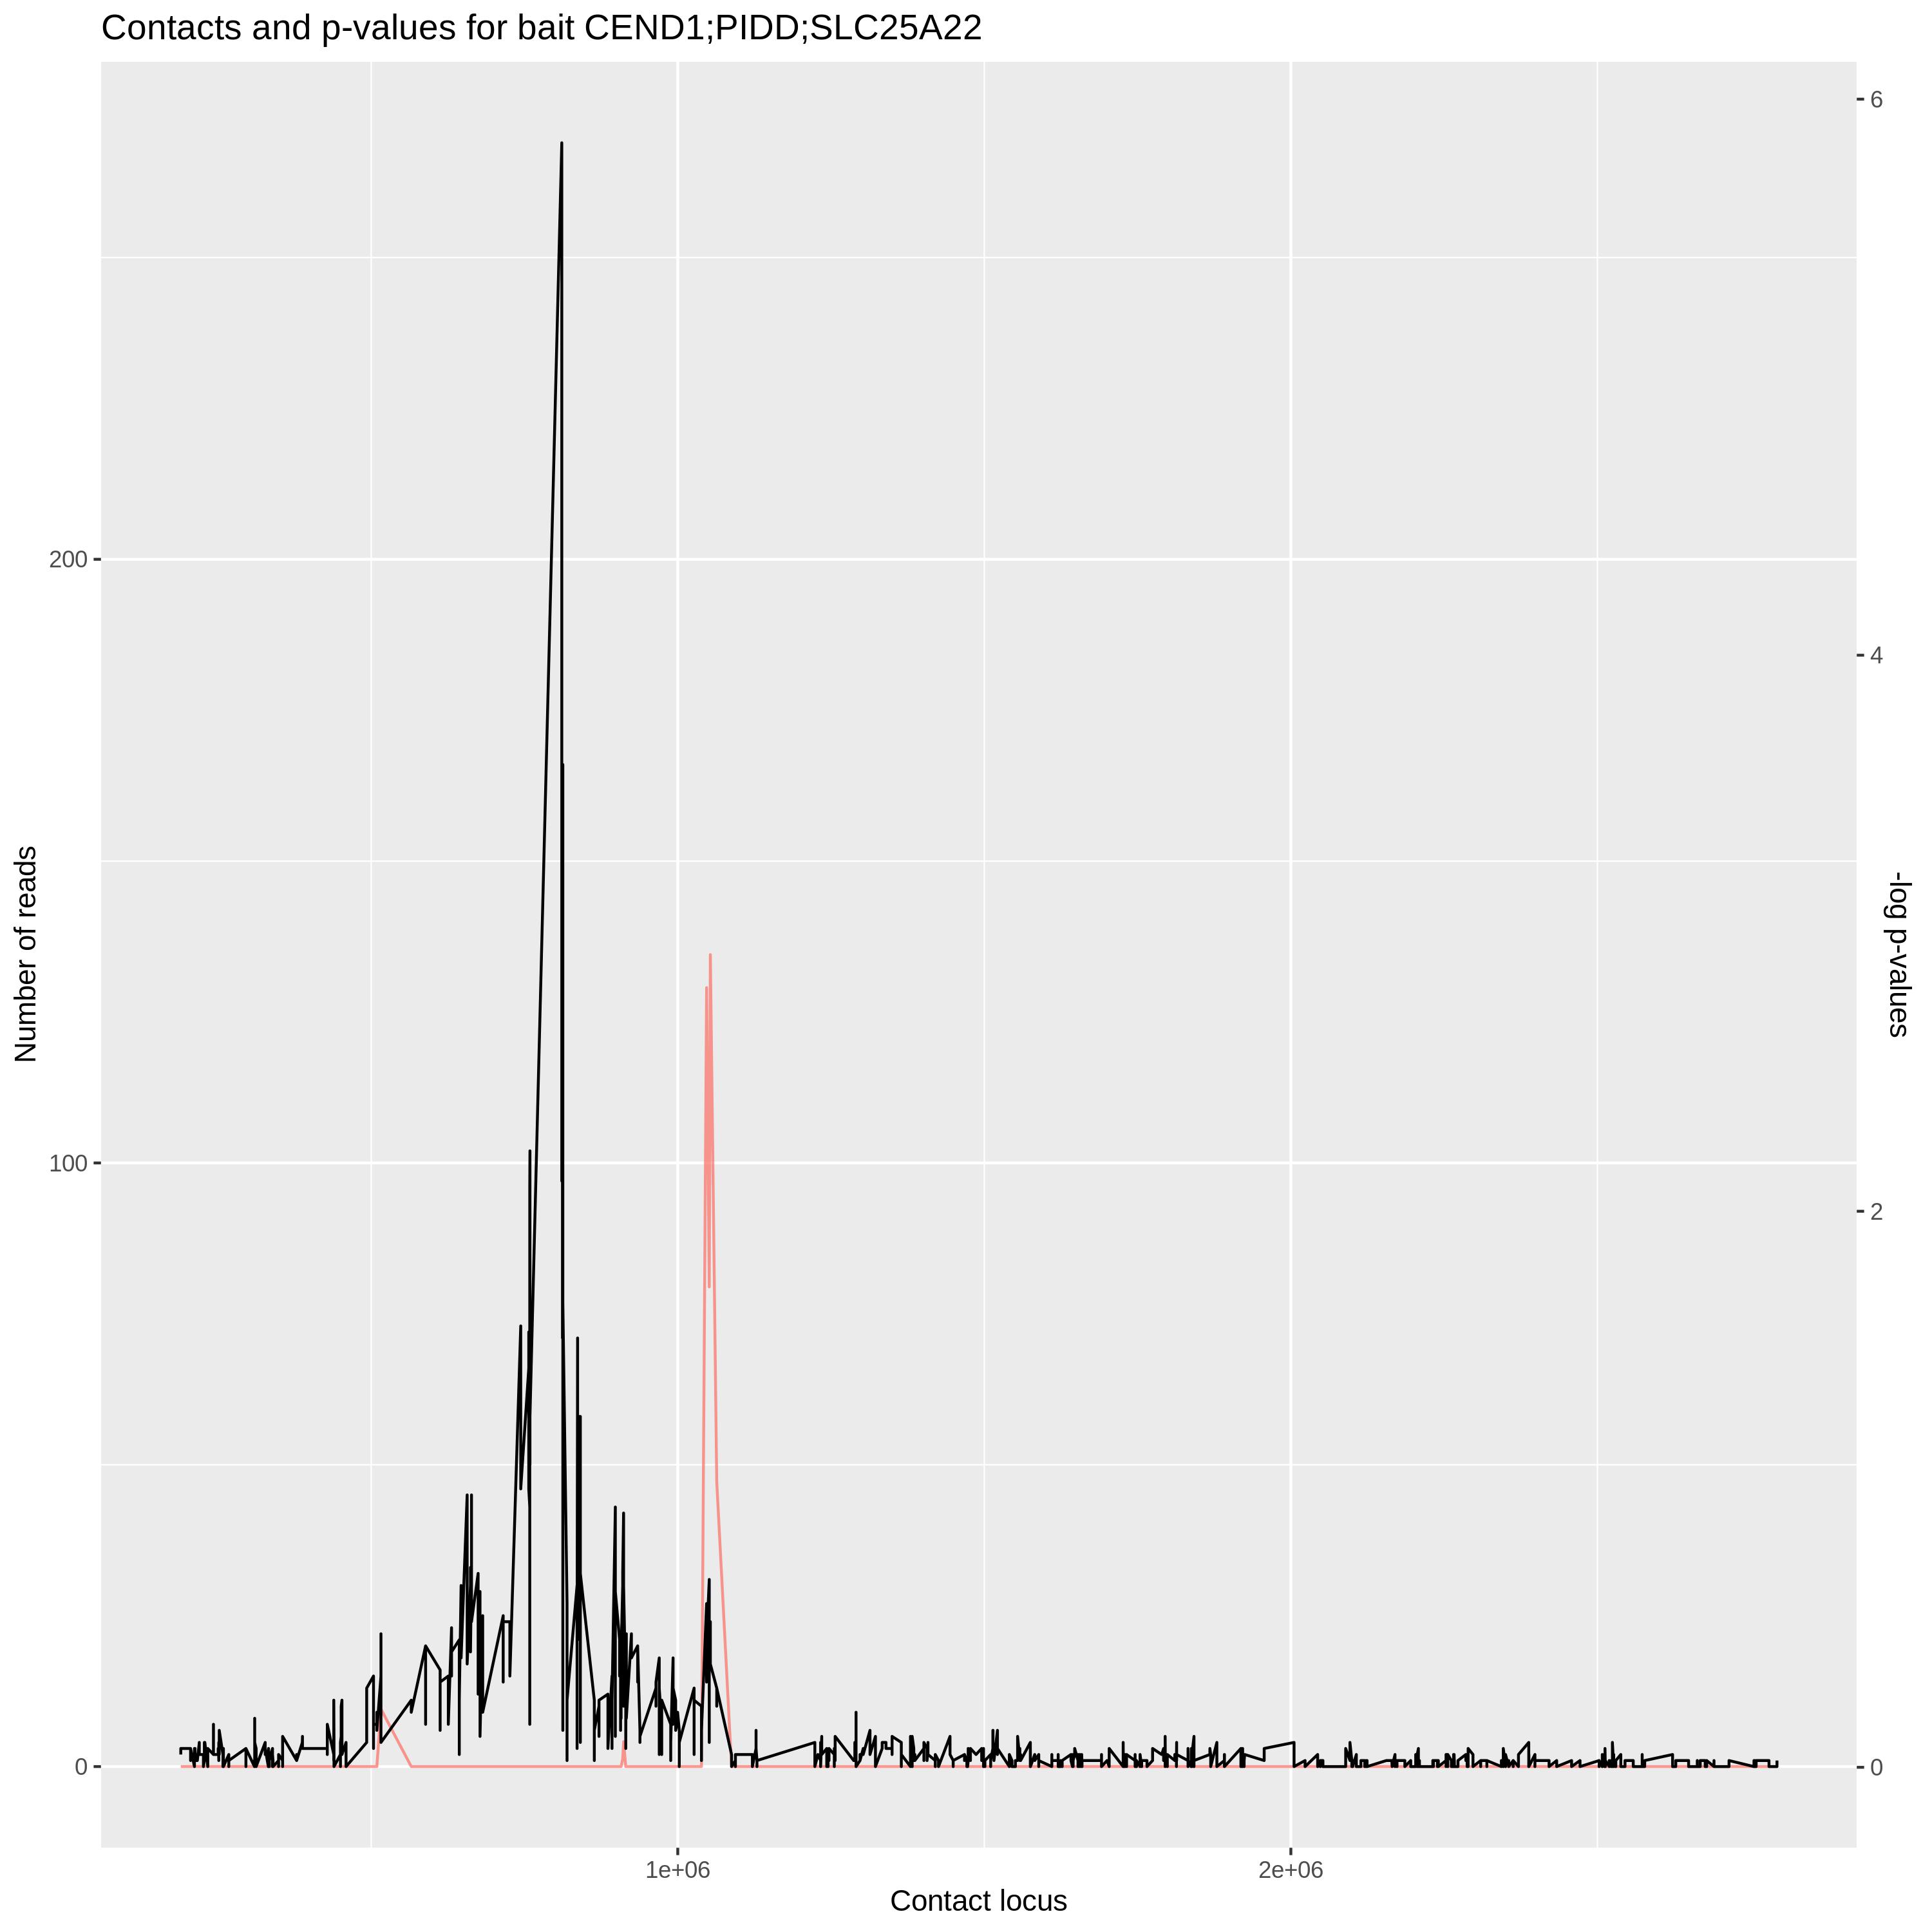 Contacts and p-values for bait CEND1;PIDD;SLC25A22
6
200
4
Number of reads
-log p-values
100
2
0
0
1e+06
2e+06
Contact locus